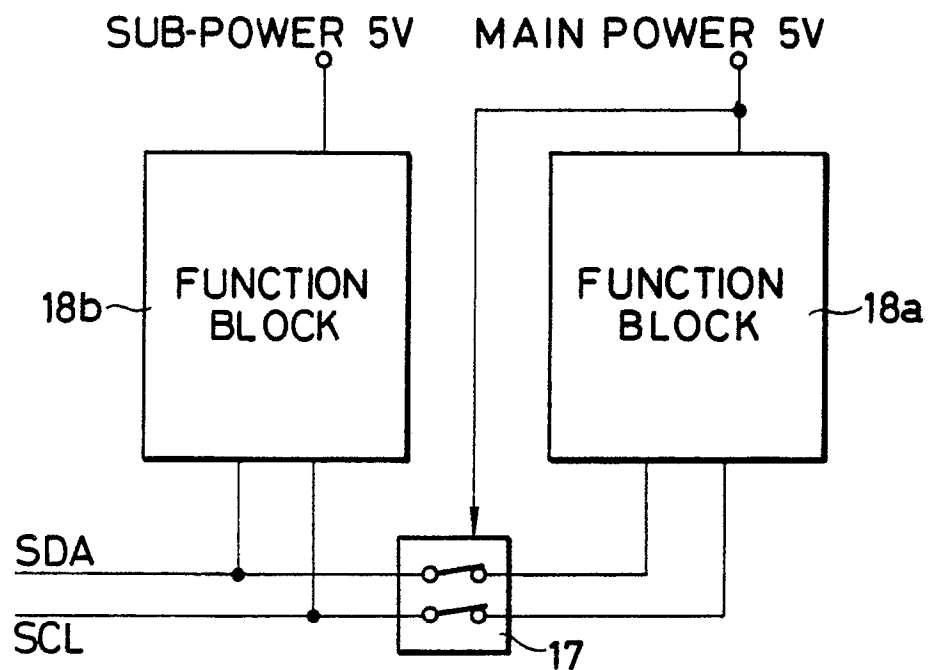 SUB-POWER 5V
MAIN POWER 5V
FUNCTION
BLOCK
18b
FUNCTION
BLOCK
18a
SDA
SCL
17